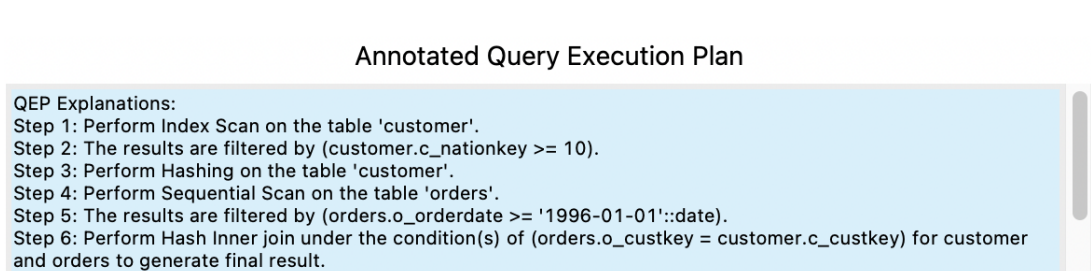 Annotated Query Execution Plan
QEP Explanations:
Step 1: Perform Index Scan on the table 'customer'.
Step 2: The results are filtered by (customer.c_nationkey >= 10).
Step 3: Perform Hashing on the table 'customer'.
Step 4: Perform Sequential Scan on the table 'orders'.
Step 5: The results are filtered by (orders.o_orderdate >= '1996-01-01'::date).
Step 6: Perform Hash Inner join under the condition(s) of (orders.o_custkey = customer.c_custkey) for customer
and orders to generate final result.